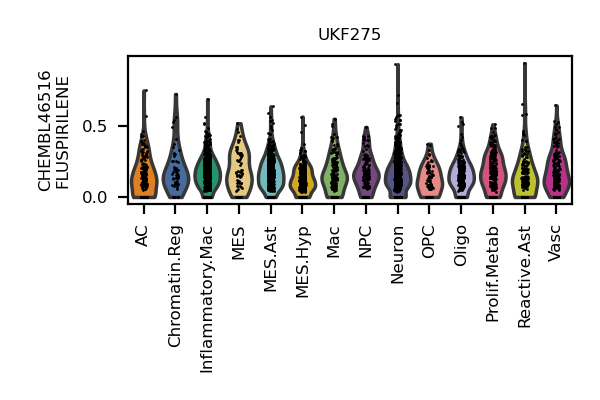 UKF275
CHEMBL46516
FLUSPIRILENE
0.5
0.0
AC
Chromatin.Reg
Inflammatory.Mac
MES
MES.Ast
MES.Hyp
Mac
NPC
Neuron
OPC
Oligo
Prolif.Metab
Reactive.Ast
Vasc